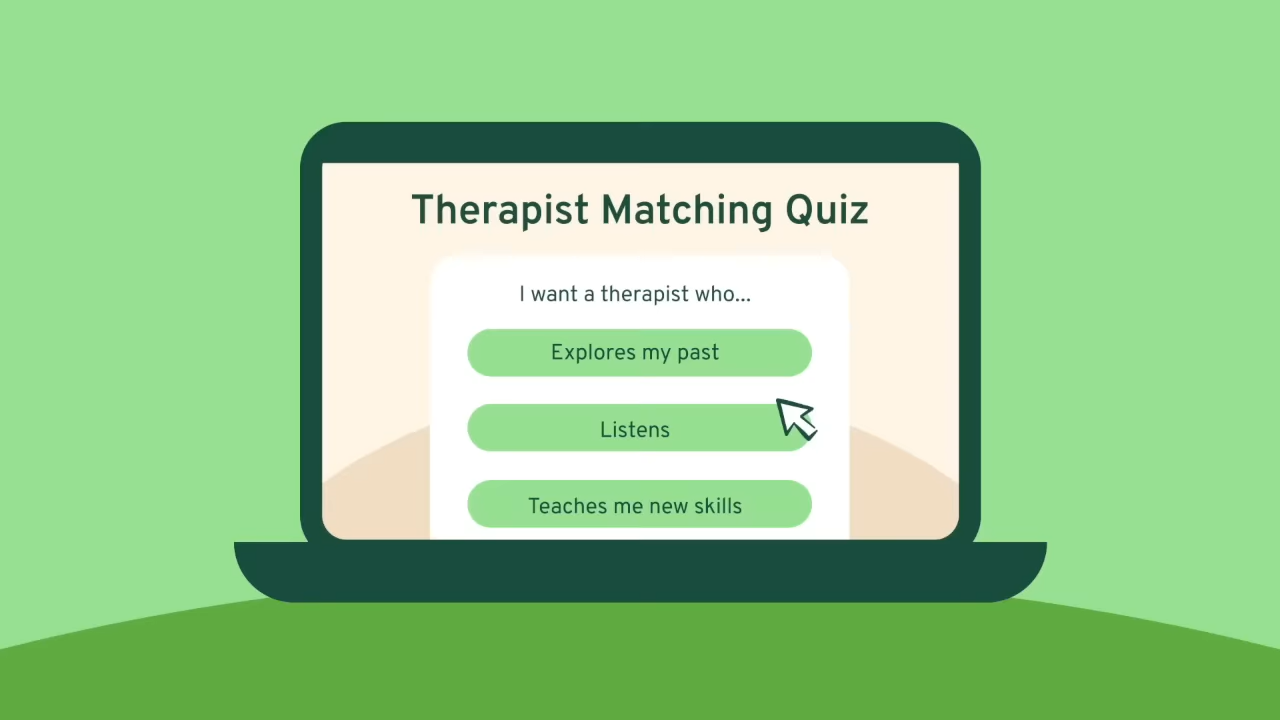 Therapist Matching Quiz
I want a therapist who...
Explores my past
Listens
Teaches me new skills